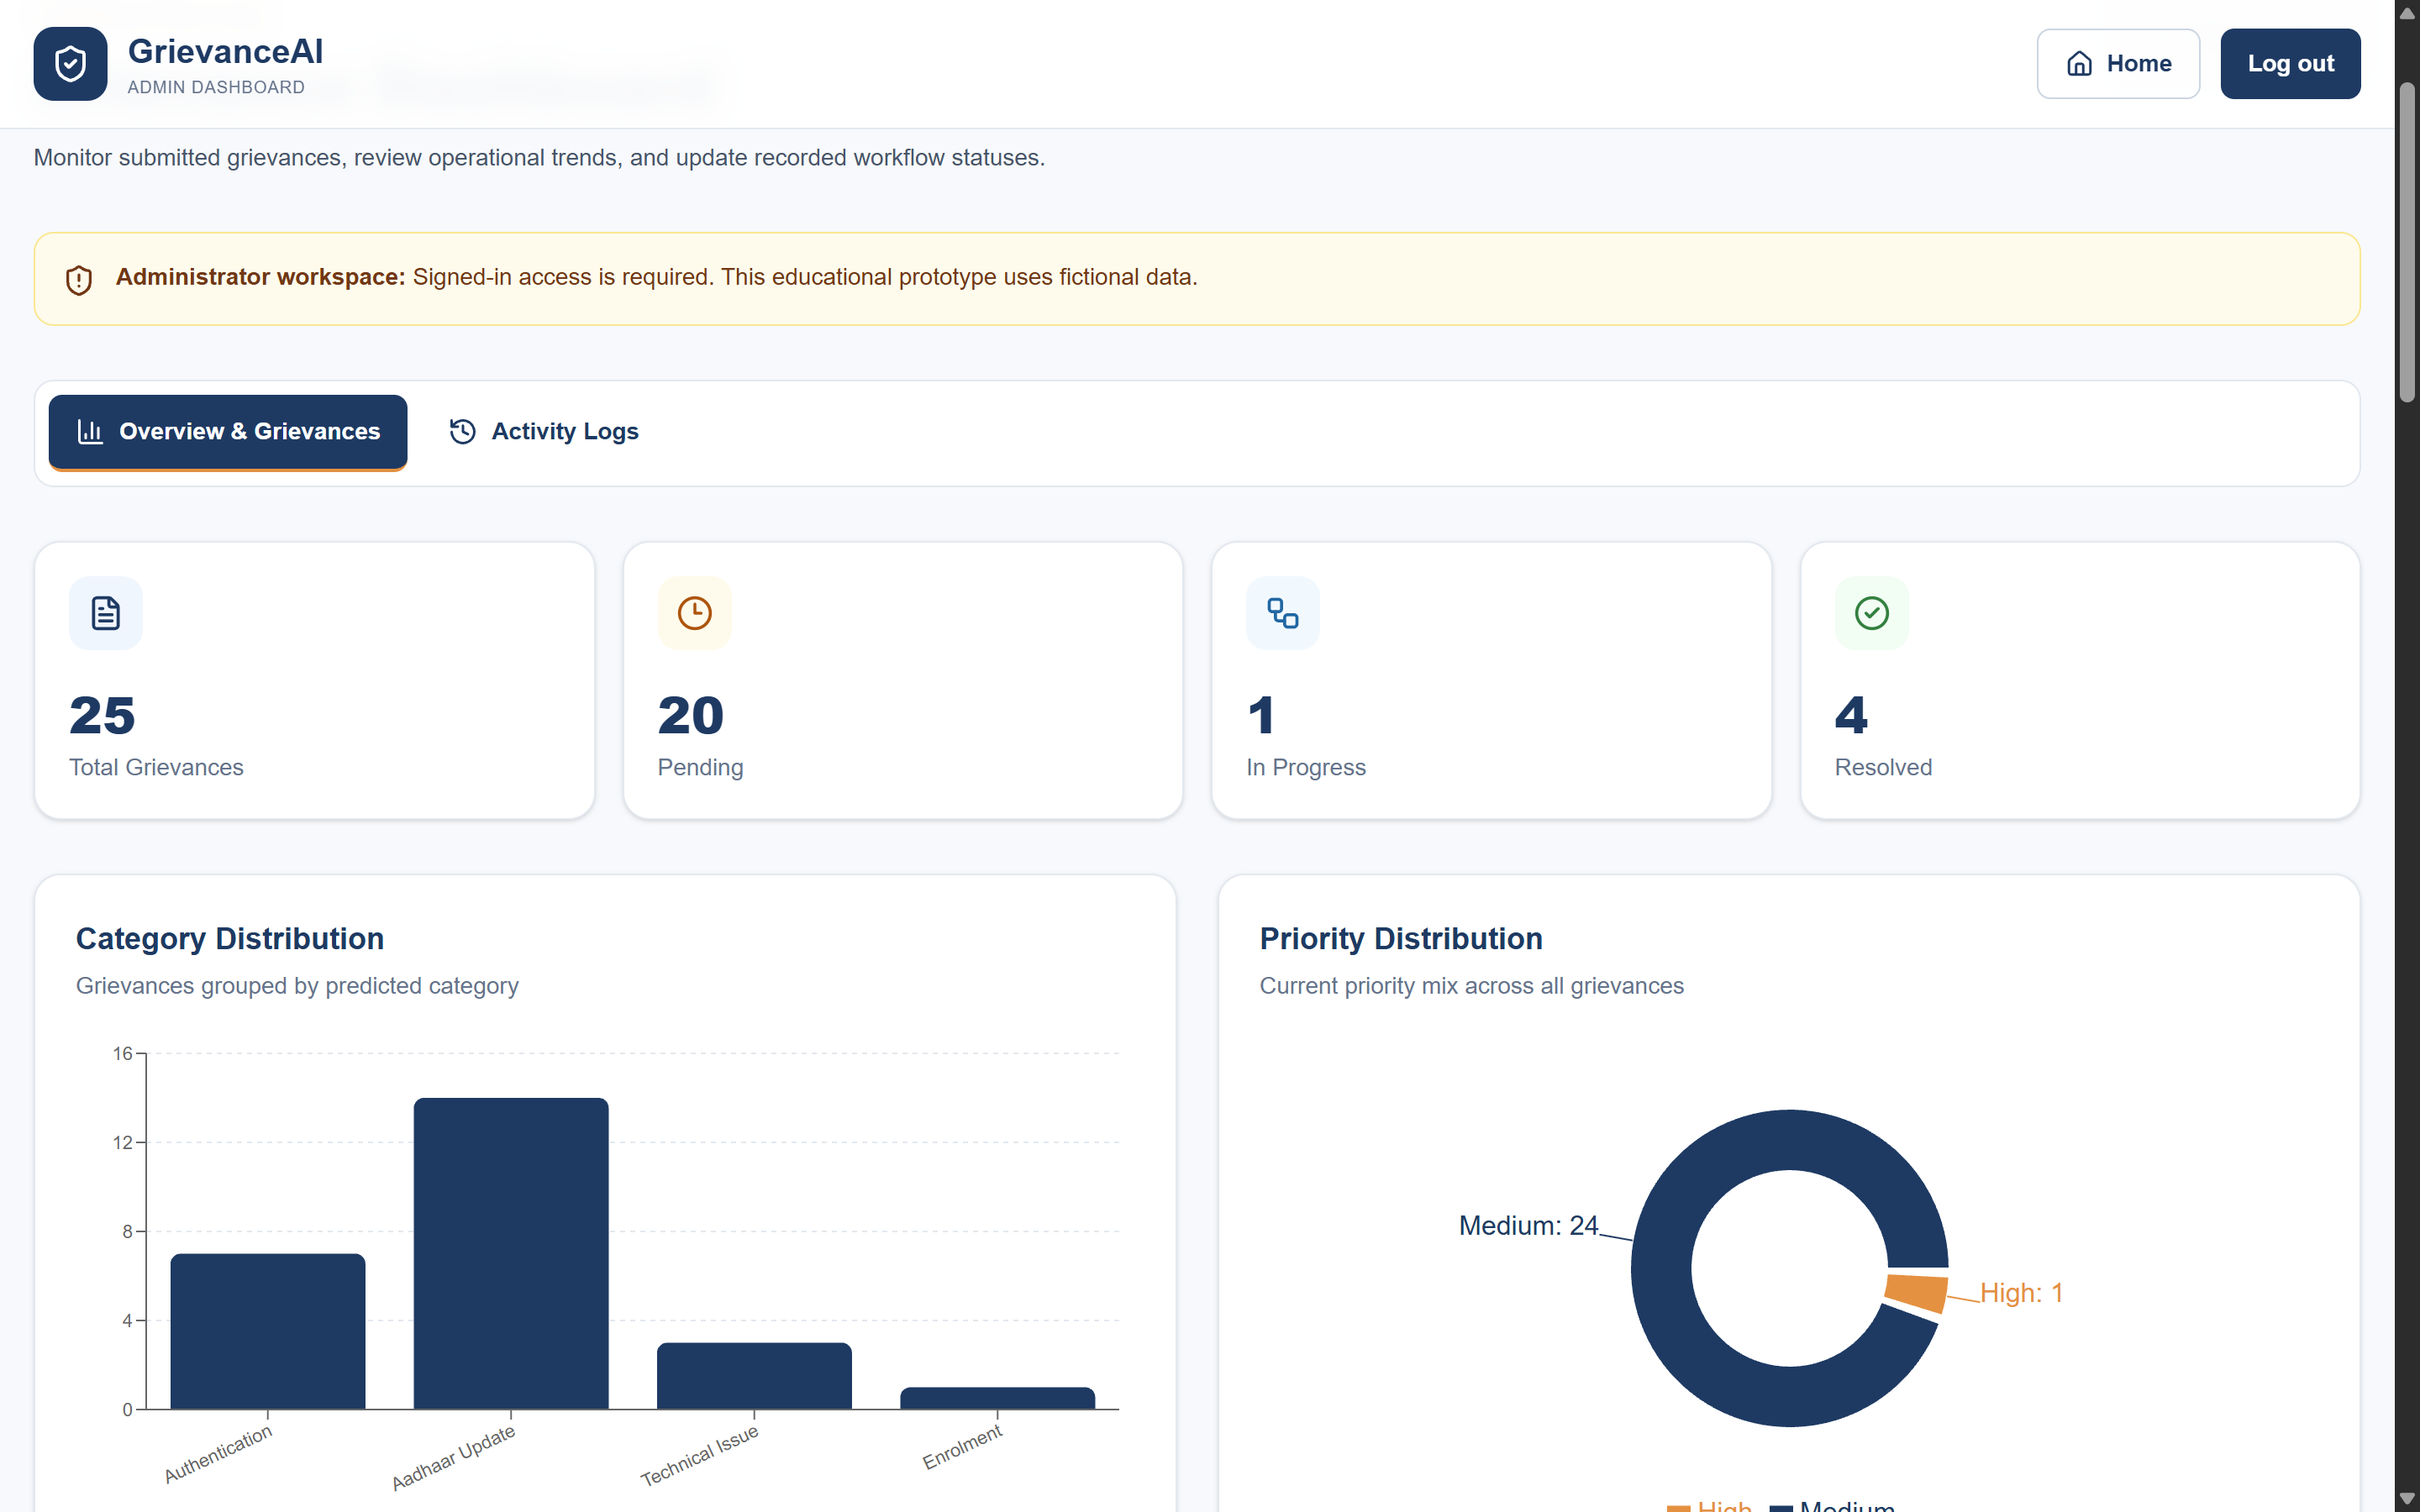 GrievanceAI
ADMIN DASHBOARD
Home
Log out
Monitor submitted grievances, review operational trends, and update recorded workflow statuses.
Administrator workspace: Signed-in access is required. This educational prototype uses fictional data.
Overview & Grievances
Activity Logs
25
Total Grievances
20
Pending
1
In Progress
4
Resolved
Category Distribution
Grievances grouped by predicted category
16
12
8
4
0
Authentication
Aadhaar Update
Technical Issue
Enrolment
Priority Distribution
Current priority mix across all grievances
Medium: 24
High: 1
High
Medium